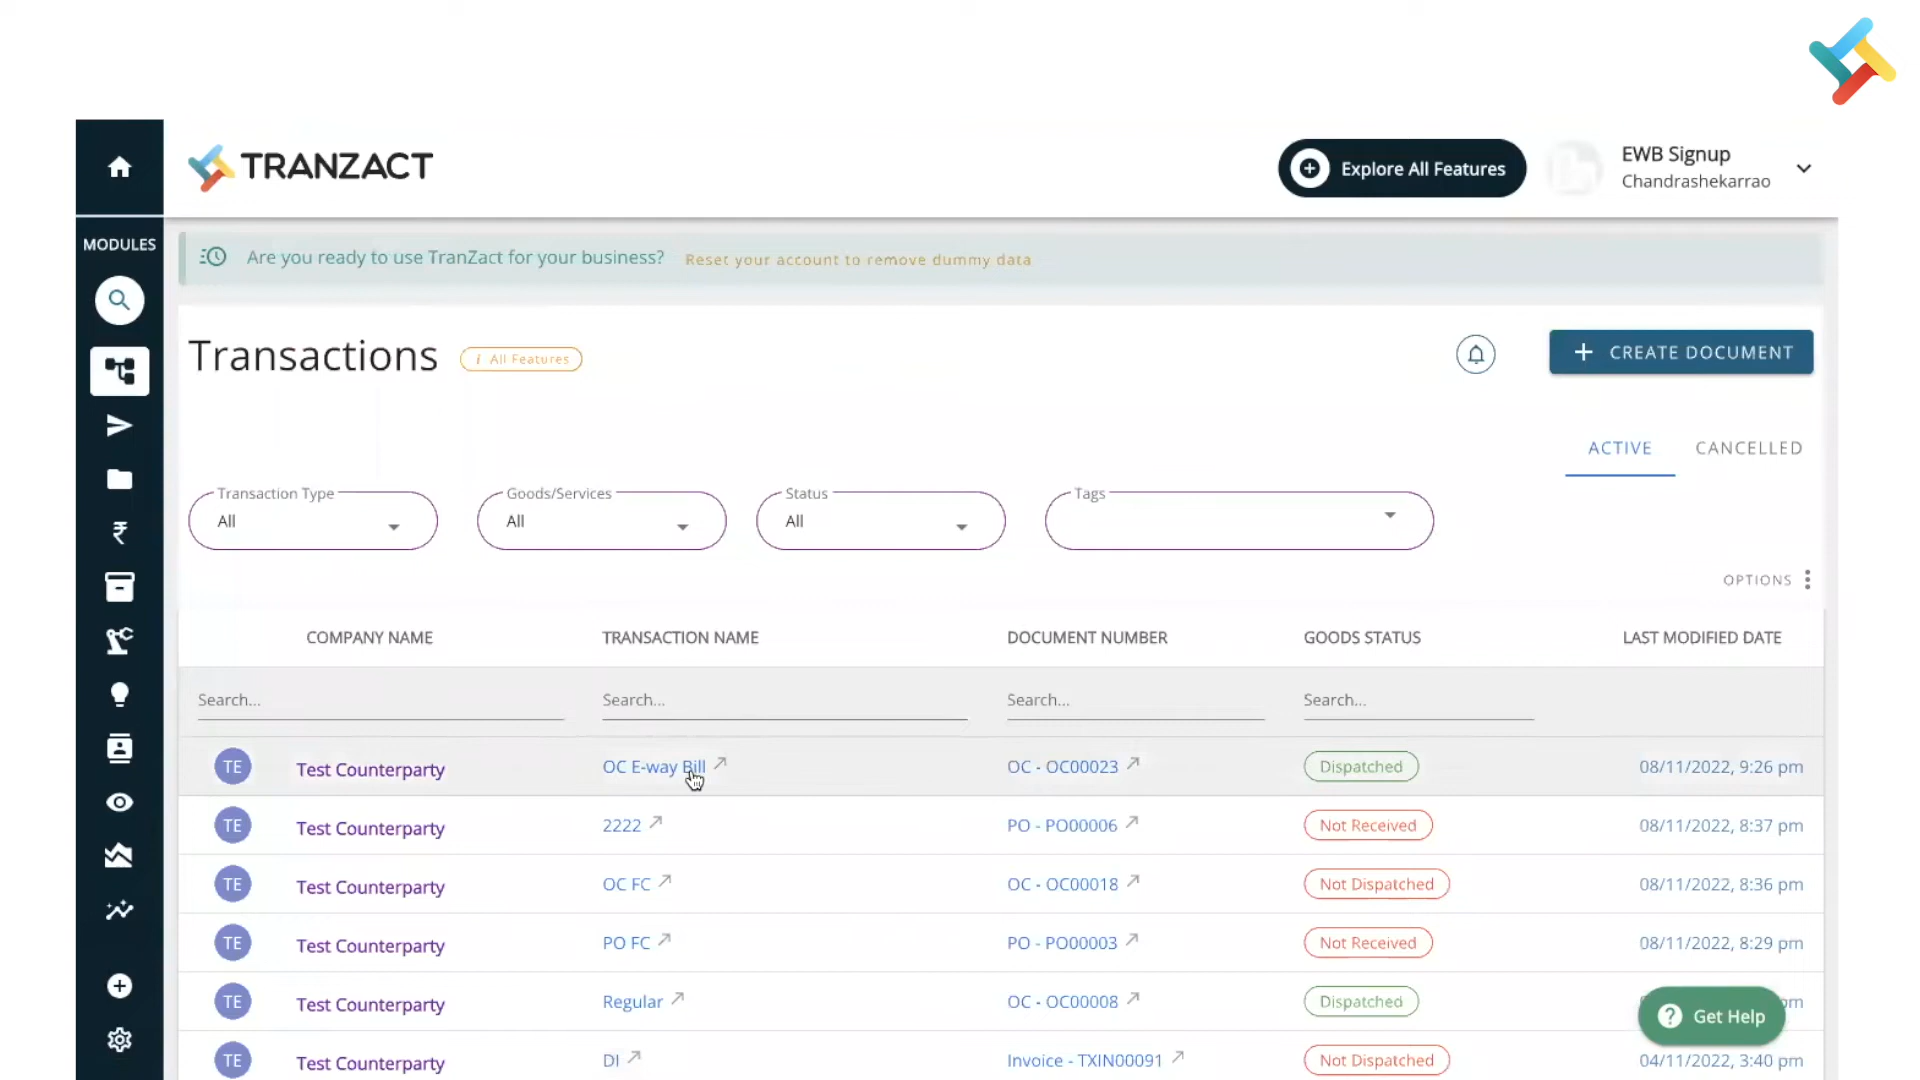 TRANZACT
Explore All Features
EWB Signup
Chandrashekarrao
MODULES
Are you ready to use TranZact for your business? Reset your account to remove dummy data
Transactions
i All Features
+ CREATE DOCUMENT
ACTIVE CANCELLED
Transaction Type Goods/Services Status Tags
All All All
OPTIONS
COMPANY NAME TRANSACTION NAME DOCUMENT NUMBER GOODS STATUS LAST MODIFIED DATE
Search... Search... Search... Search...
TE Test Counterparty OC E-way Bill OC - OC00023 Dispatched 08/11/2022, 9:26 pm
TE Test Counterparty 2222 PO - PO00006 Not Received 08/11/2022, 8:37 pm
TE Test Counterparty OC FC OC - OC00018 Not Dispatched 08/11/2022, 8:36 pm
TE Test Counterparty PO FC PO - PO00003 Not Received 08/11/2022, 8:29 pm
TE Test Counterparty Regular OC - OC00008 Dispatched
? Get Help
TE Test Counterparty DI Invoice - TXIN00091 Not Dispatched 04/11/2022, 3:40 pm